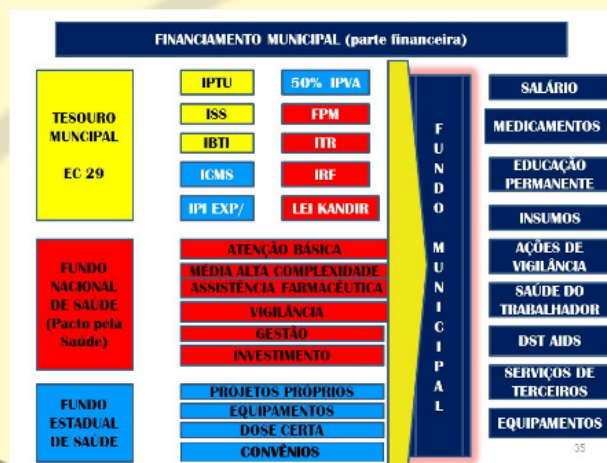 FINANCIAMENTO MUNICIPAL (parte financeira)
TESOURO
MUNCIPAL
EC 29
IPTU
50% IPVA
ISS
FPM
IBTI
ITR
ICMS
IRF
IPI EXP/
LEI KANDIR
FUNDO
NACIONAL
DE SAÚDE
(Pacto pela
Saúde)
ATENÇÃO BÁSICA
MÉDIA ALTA COMPLEXIDADE
ASSISTÊNCIA FARMACÊUTICA
VIGILÂNCIA
GESTÃO
INVESTIMENTO
FUNDO
ESTADUAL
DE SAÚDE
PROJETOS PRÓPRIOS
EQUIPAMENTOS
DOSE CERTA
CONVÊNIOS
F
U
N
D
O
M
U
N
I
C
I
P
A
L
SALÁRIO
MEDICAMENTOS
EDUCAÇÃO
PERMANENTE
INSUMOS
AÇÕES DE
VIGILÂNCIA
SAÚDE DO
TRABALHADOR
DST AIDS
SERVIÇOS DE
TERCEIROS
EQUIPAMENTOS
35